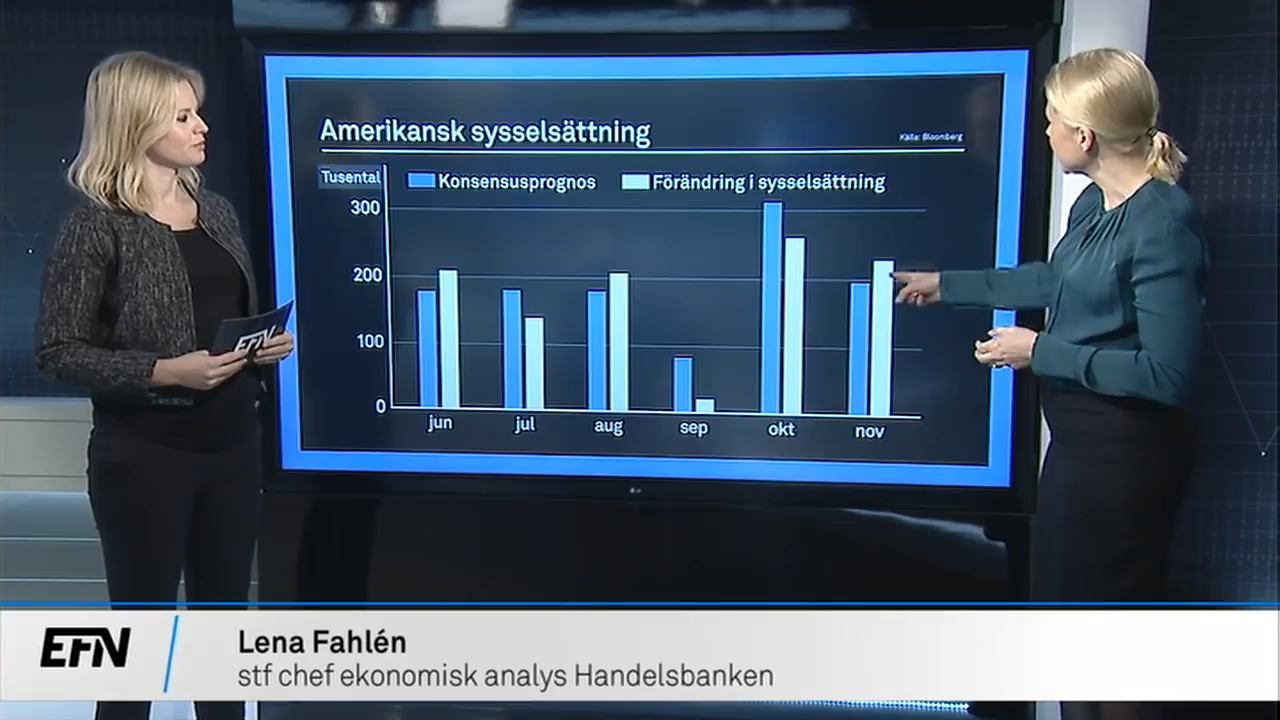 Amerikansk sysselsättning
Källa: Bloomberg
Tusental
Konsensusprognos
Förändring i sysselsättning
300
200
100
0
jun
jul
aug
sep
okt
nov
EFN
LG
EFN
Lena Fahlén
stf chef ekonomisk analys Handelsbanken